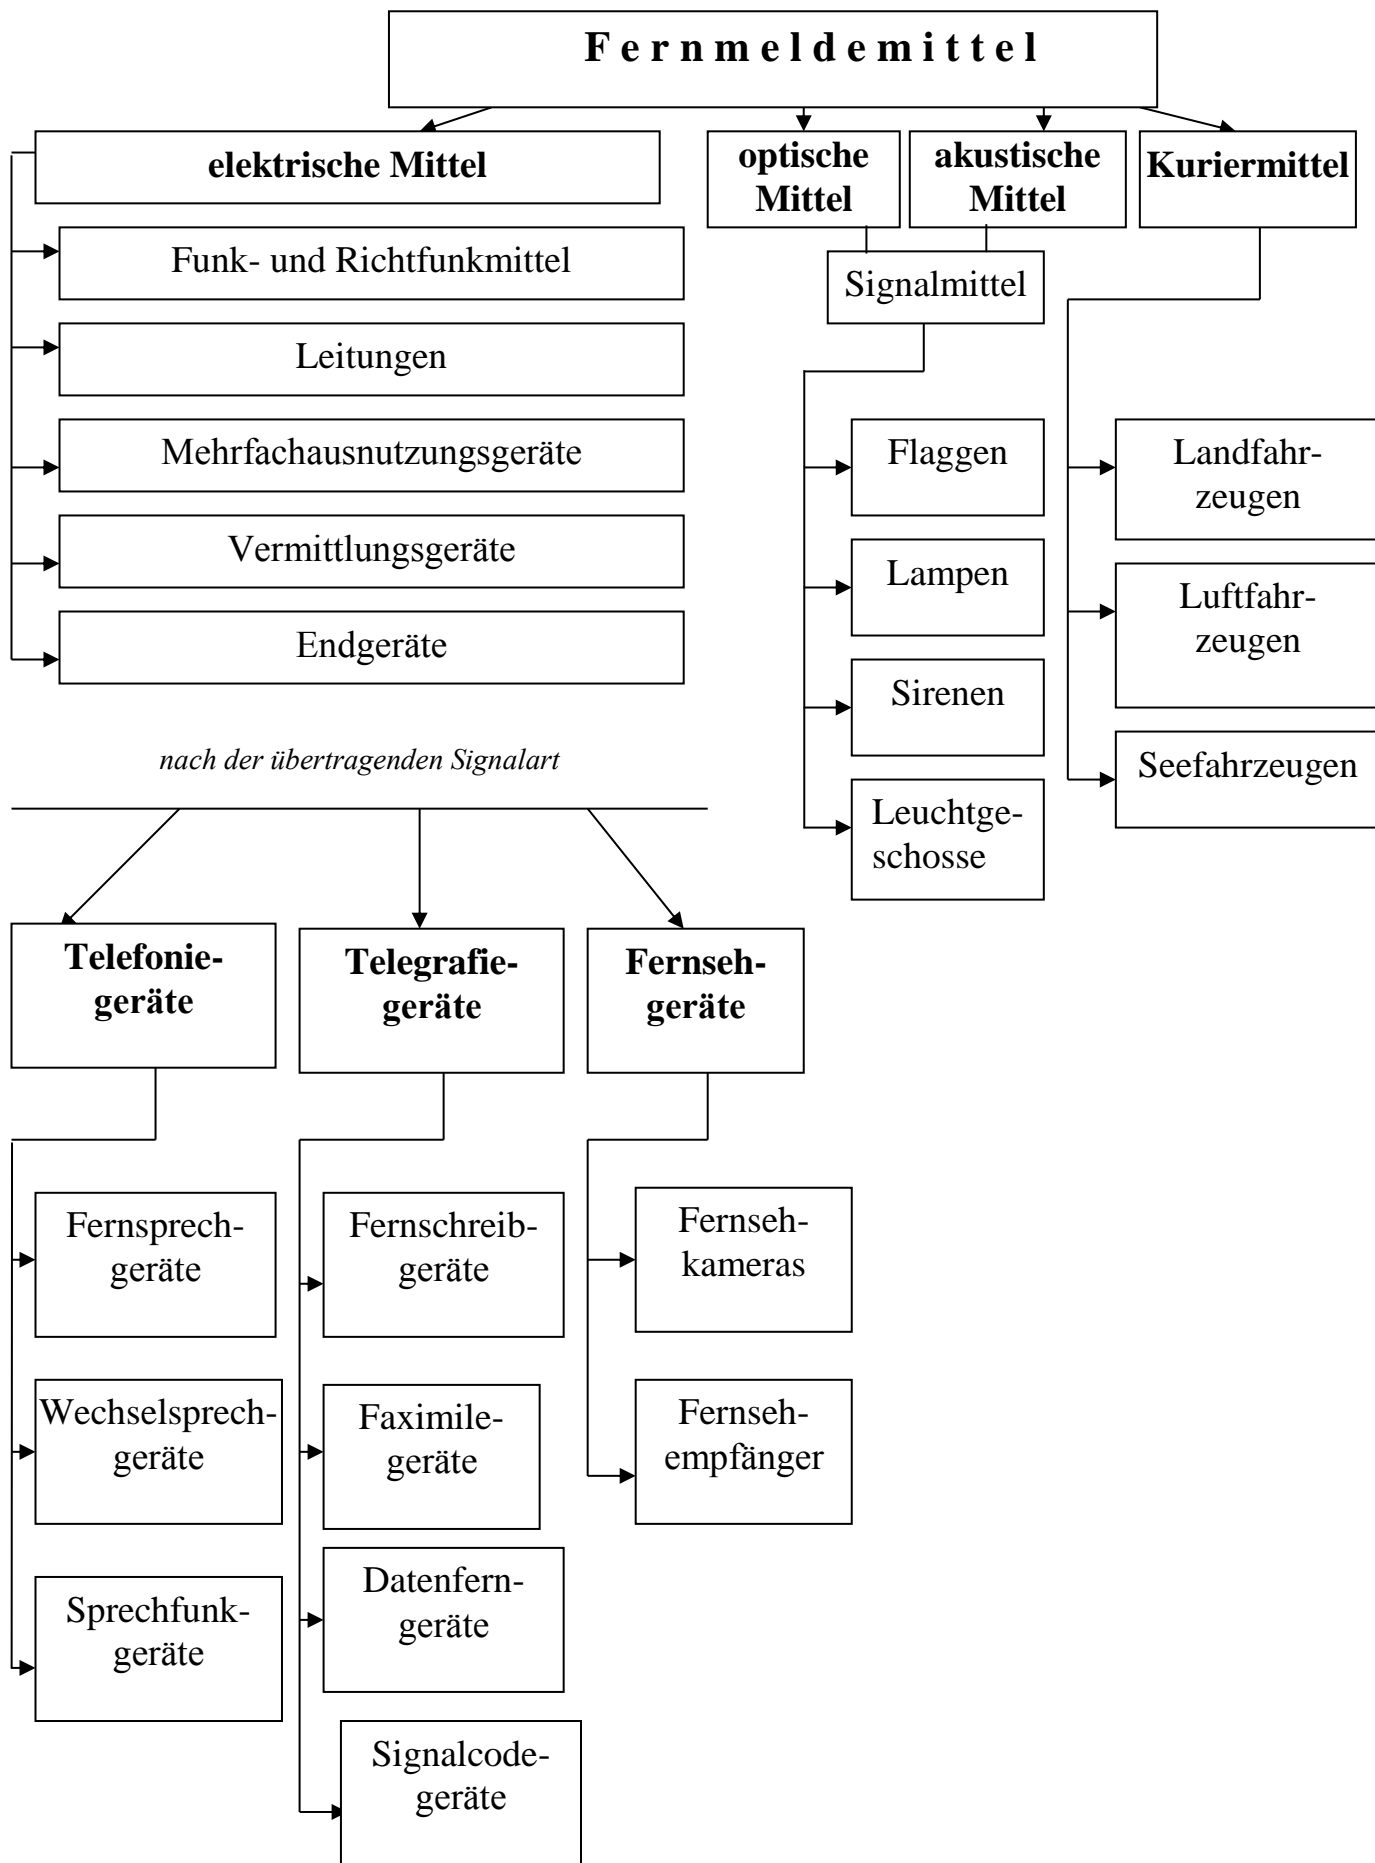 F e r n m e l d e m i t t e l
elektrische Mittel
optische
Mittel
akustische
Mittel
Kuriermittel
Funk- und Richtfunkmittel
Leitungen
Mehrfachausnutzungsgeräte
Vermittlungsgeräte
Endgeräte
Signalmittel
Flaggen
Lampen
Sirenen
Leuchtge-
schosse
Landfahr-
zeugen
Luftfahr-
zeugen
Seefahrzeugen
nach der übertragenden Signalart
Telefonie-
geräte
Telegrafie-
geräte
Fernseh-
geräte
Fernsprech-
geräte
Wechselsprech-
geräte
Sprechfunk-
geräte
Fernschreib-
geräte
Faximile-
geräte
Datenfern-
geräte
Signalcode-
geräte
Fernseh-
kameras
Fernseh-
empfänger